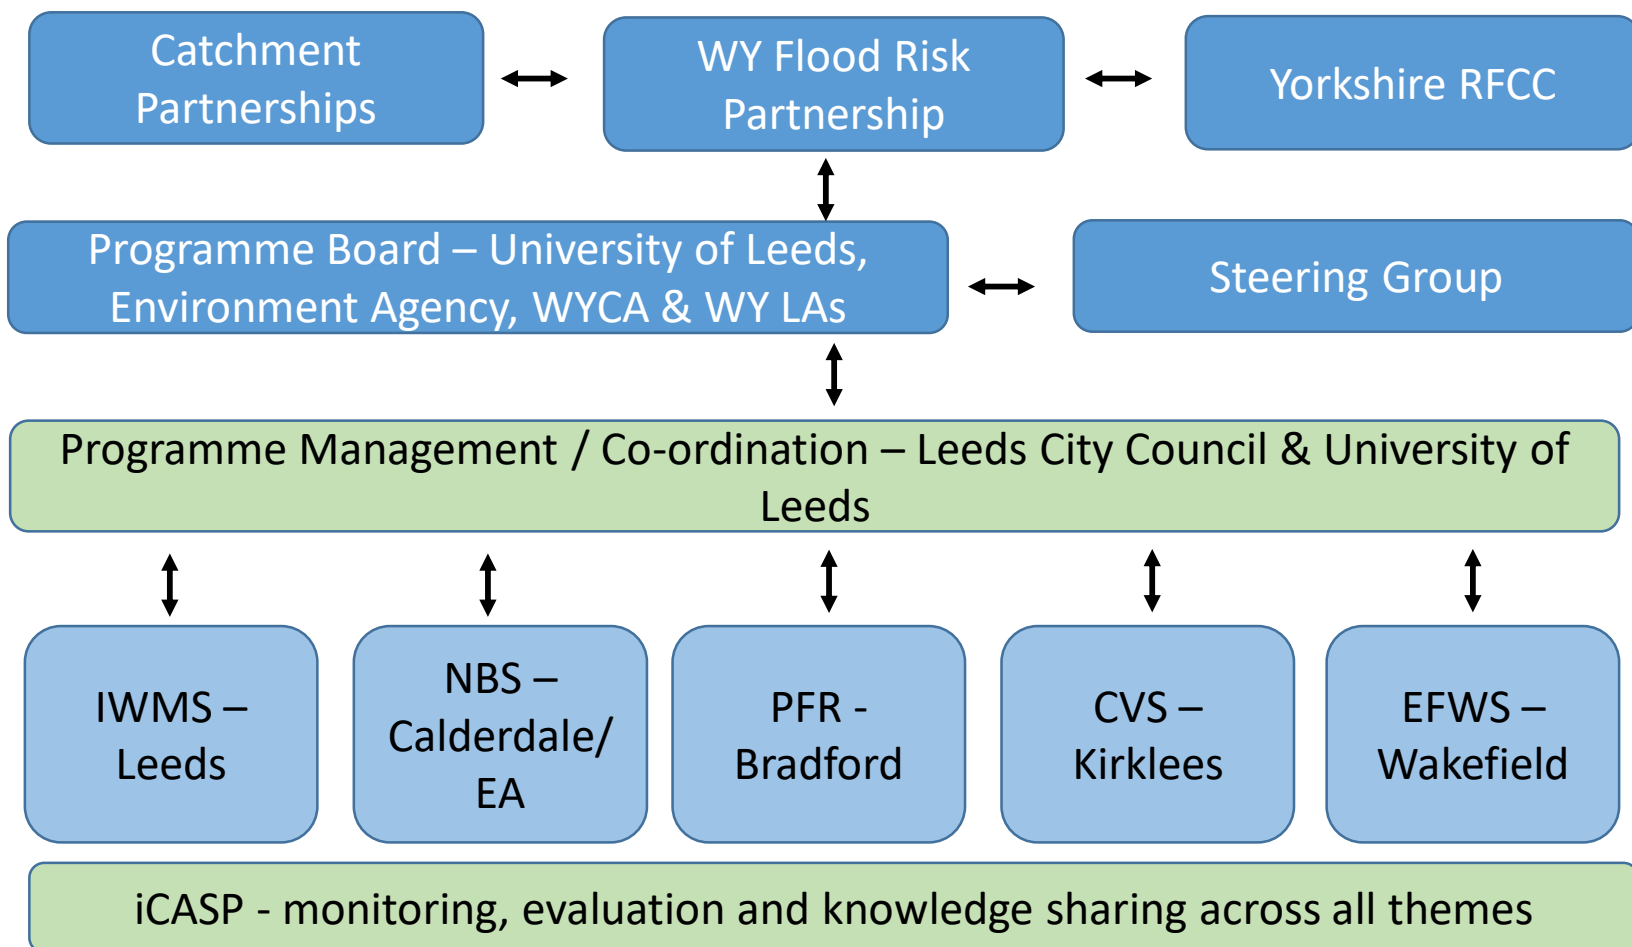 Catchment
Partnerships
WY Flood Risk
Partnership
Yorkshire RFCC
Programme Board – University of Leeds,
Environment Agency, WYCA & WY LAs
Steering Group
Programme Management / Co-ordination – Leeds City Council & University of
Leeds
IWMS –
Leeds
NBS –
Calderdale/
EA
PFR -
Bradford
CVS –
Kirklees
EFWS –
Wakefield
iCASP - monitoring, evaluation and knowledge sharing across all themes